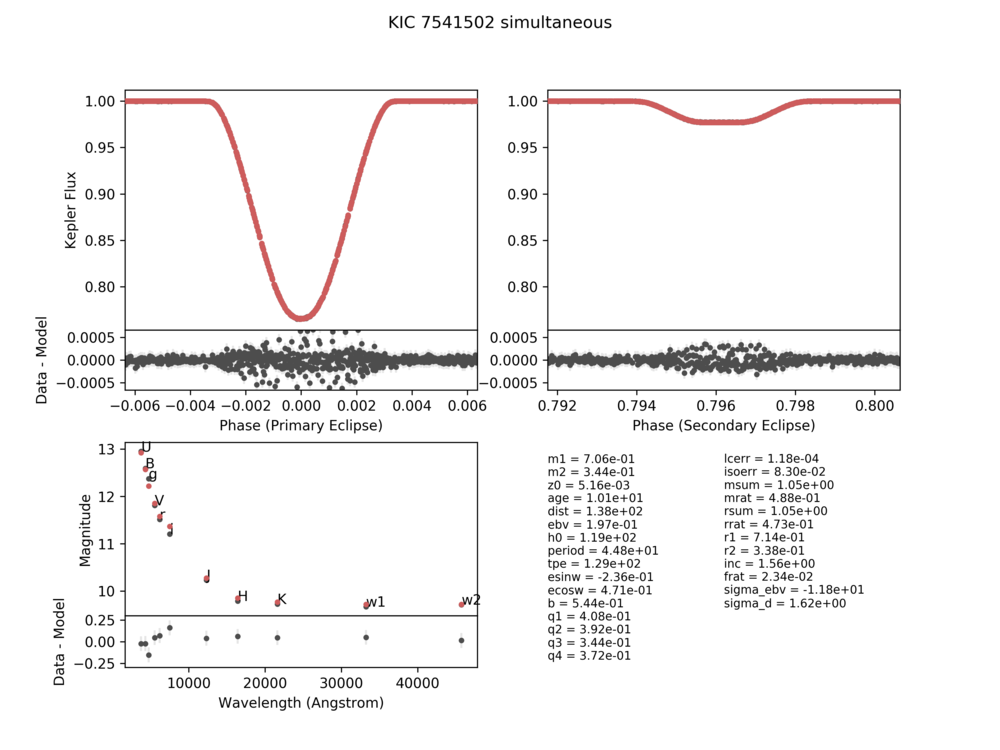 KIC 7541502 simultaneous
1.00
0.95
0.90
0.85
0.80
Kepler Flux
1.00
0.95
0.90
0.85
0.80
0.0005
0.0000
−0.0005
Data - Model
0.0005
0.0000
−0.0005
−0.006 −0.004 −0.002 0.000 0.002 0.004 0.006
Phase (Primary Eclipse)
0.792 0.794 0.796 0.798 0.800
Phase (Secondary Eclipse)
13
12
11
10
Magnitude
U
B
g
V
r
J
H
K
w1
w2
0.25
0.00
−0.25
Data - Model
10000 20000 30000 40000
Wavelength (Angstrom)
m1 = 7.06e-01
m2 = 3.44e-01
z0 = 5.16e-03
age = 1.01e+01
dist = 1.38e+02
ebv = 1.97e-01
h0 = 1.19e+02
period = 4.48e+01
tpe = 1.29e+02
esinw = -2.36e-01
ecosw = 4.71e-01
b = 5.44e-01
q1 = 4.08e-01
q2 = 3.92e-01
q3 = 3.44e-01
q4 = 3.72e-01
lcerr = 1.18e-04
isoerr = 8.30e-02
msum = 1.05e+00
mrat = 4.88e-01
rsum = 1.05e+00
rrat = 4.73e-01
r1 = 7.14e-01
r2 = 3.38e-01
inc = 1.56e+00
frat = 2.34e-02
sigma_ebv = -1.18e+01
sigma_d = 1.62e+00